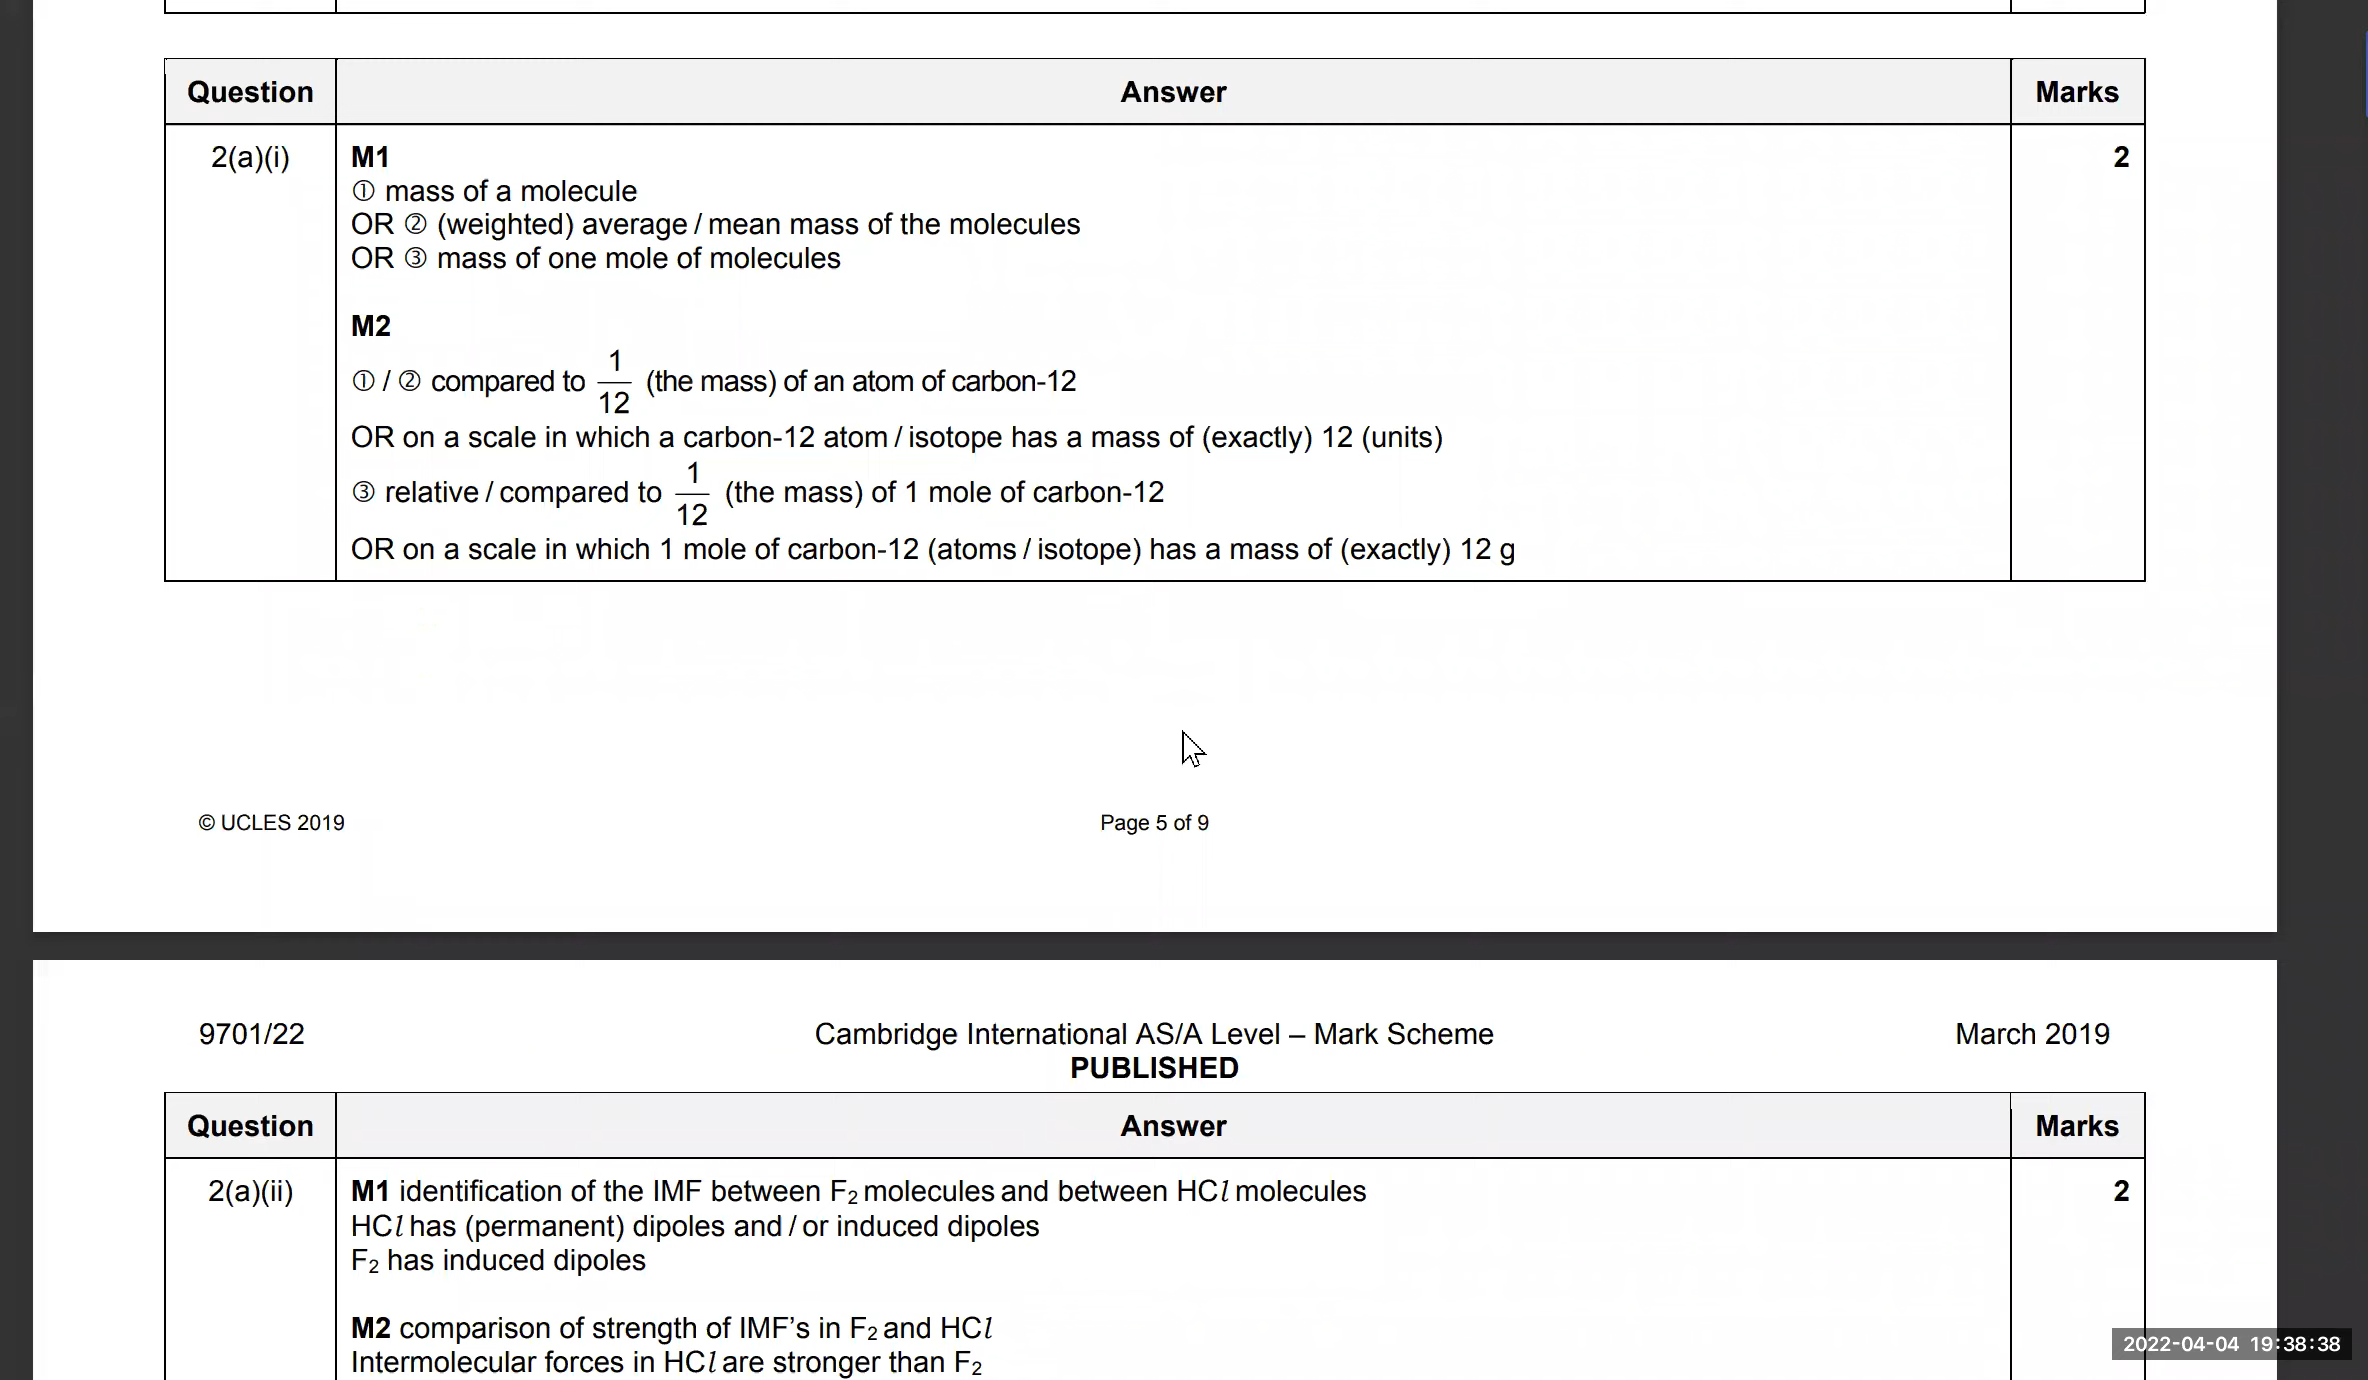 Question Answer Marks
2(a)(i) M1 2
① mass of a molecule
OR ② (weighted) average / mean mass of the molecules
OR ③ mass of one mole of molecules
M2
① / ② compared to 1/12 (the mass) of an atom of carbon-12
OR on a scale in which a carbon-12 atom / isotope has a mass of (exactly) 12 (units)
③ relative / compared to 1/12 (the mass) of 1 mole of carbon-12
OR on a scale in which 1 mole of carbon-12 (atoms / isotope) has a mass of (exactly) 12 g
© UCLES 2019 Page 5 of 9
9701/22 Cambridge International AS/A Level – Mark Scheme March 2019
PUBLISHED
Question Answer Marks
2(a)(ii) M1 identification of the IMF between F₂ molecules and between HCl molecules 2
HCl has (permanent) dipoles and / or induced dipoles
F₂ has induced dipoles
M2 comparison of strength of IMF’s in F₂ and HCl
Intermolecular forces in HCl are stronger than F₂
2022-04-04 19:38:38